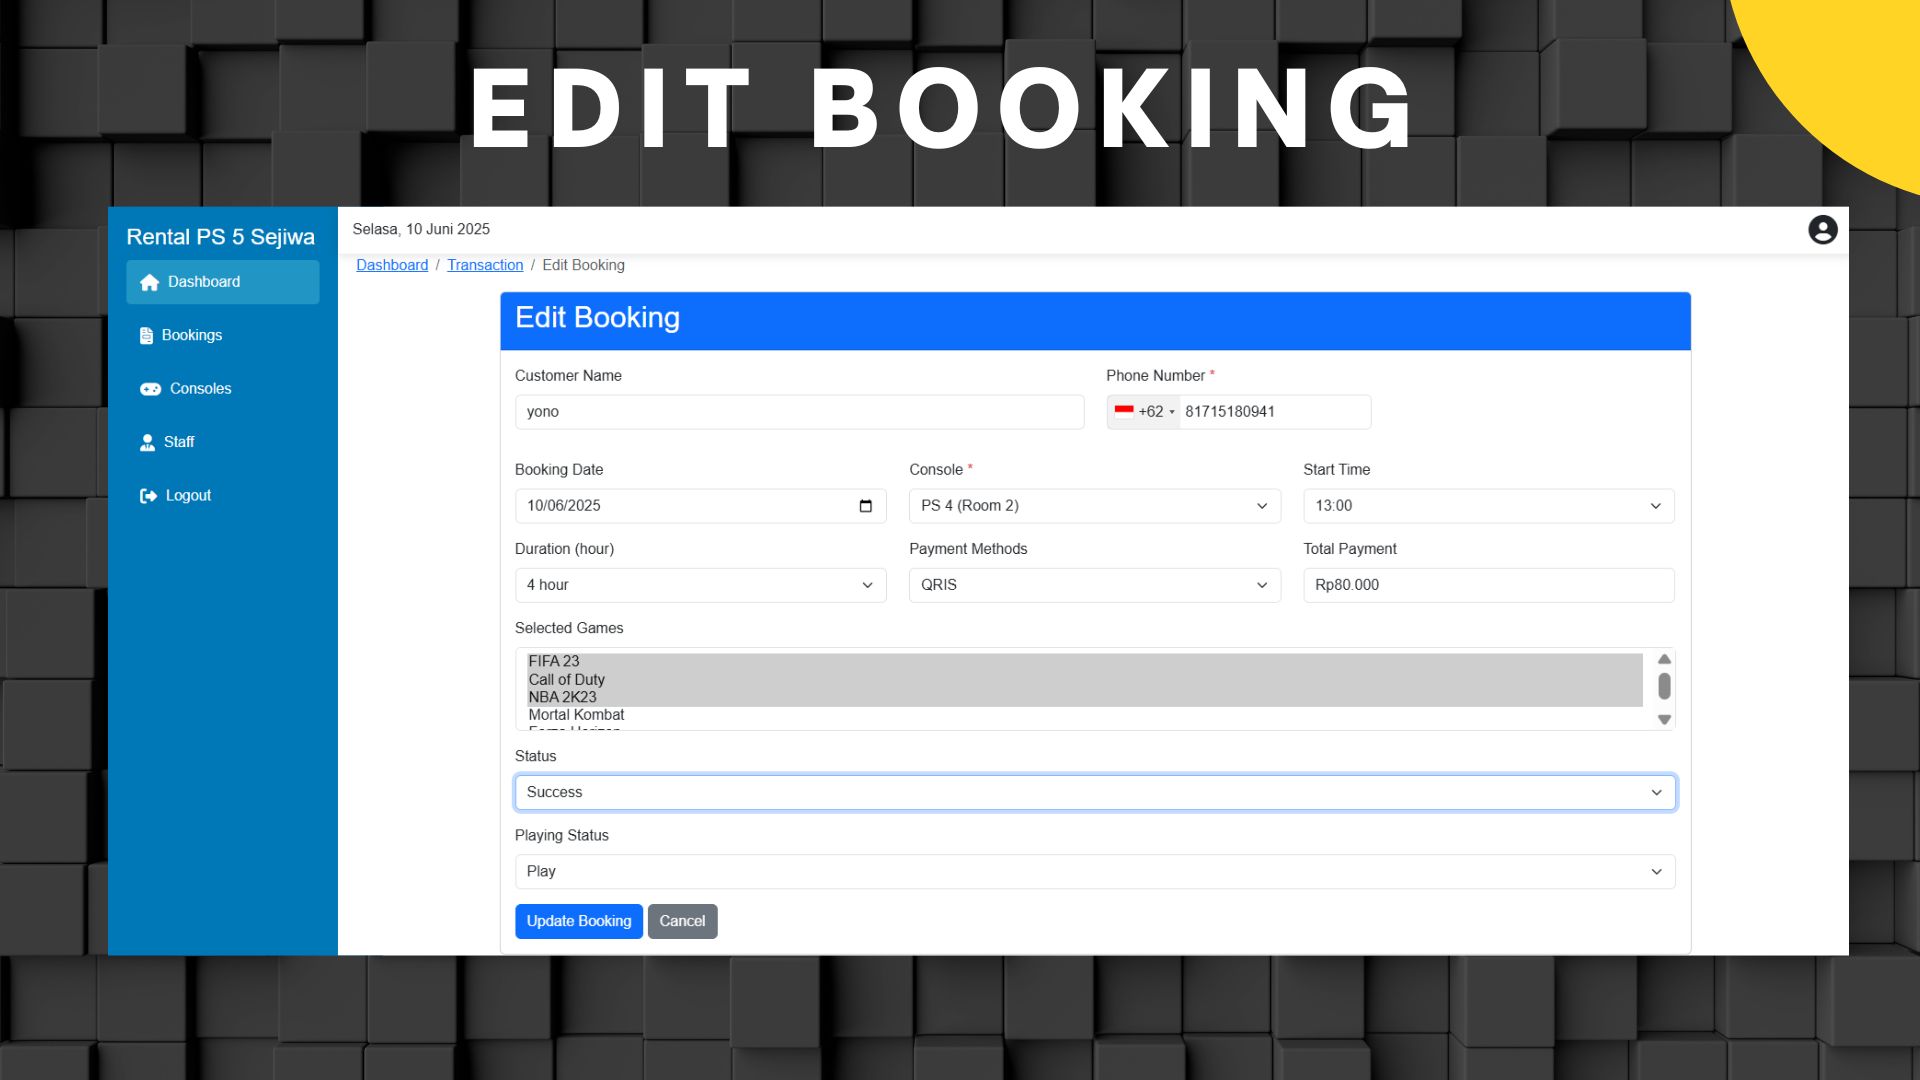 EDIT BOOKING
Rental PS 5 Sejiwa
Selasa, 10 Juni 2025
Dashboard / Transaction / Edit Booking
Dashboard
Bookings
Consoles
Staff
Logout
Edit Booking
Customer Name
Phone Number *
yono
+62 81715180941
Booking Date
Console *
Start Time
10/06/2025
PS 4 (Room 2)
13:00
Duration (hour)
Payment Methods
Total Payment
4 hour
QRIS
Rp80.000
Selected Games
FIFA 23
Call of Duty
NBA 2K23
Mortal Kombat
Status
Success
Playing Status
Play
Update Booking
Cancel